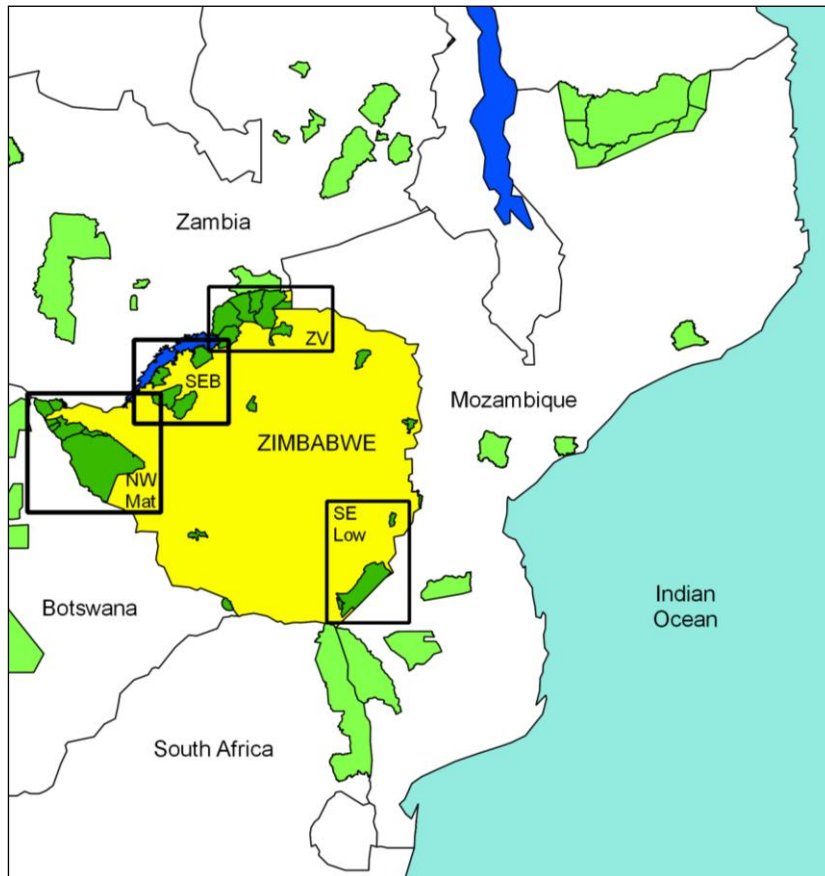 Zambia
ZV
SEB
Mozambique
ZIMBABWE
NW
Mat
SE
Low
Indian
Ocean
Botswana
South Africa